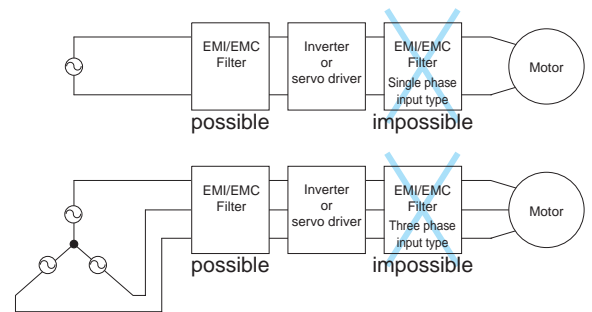 EMI/EMC
Filter
Inverter
or
servo driver
EMI/EMC
Filter
Single phase
input type
Motor
possible
impossible
EMI/EMC
Filter
Inverter
or
servo driver
EMI/EMC
Filter
Three phase
input type
Motor
possible
impossible